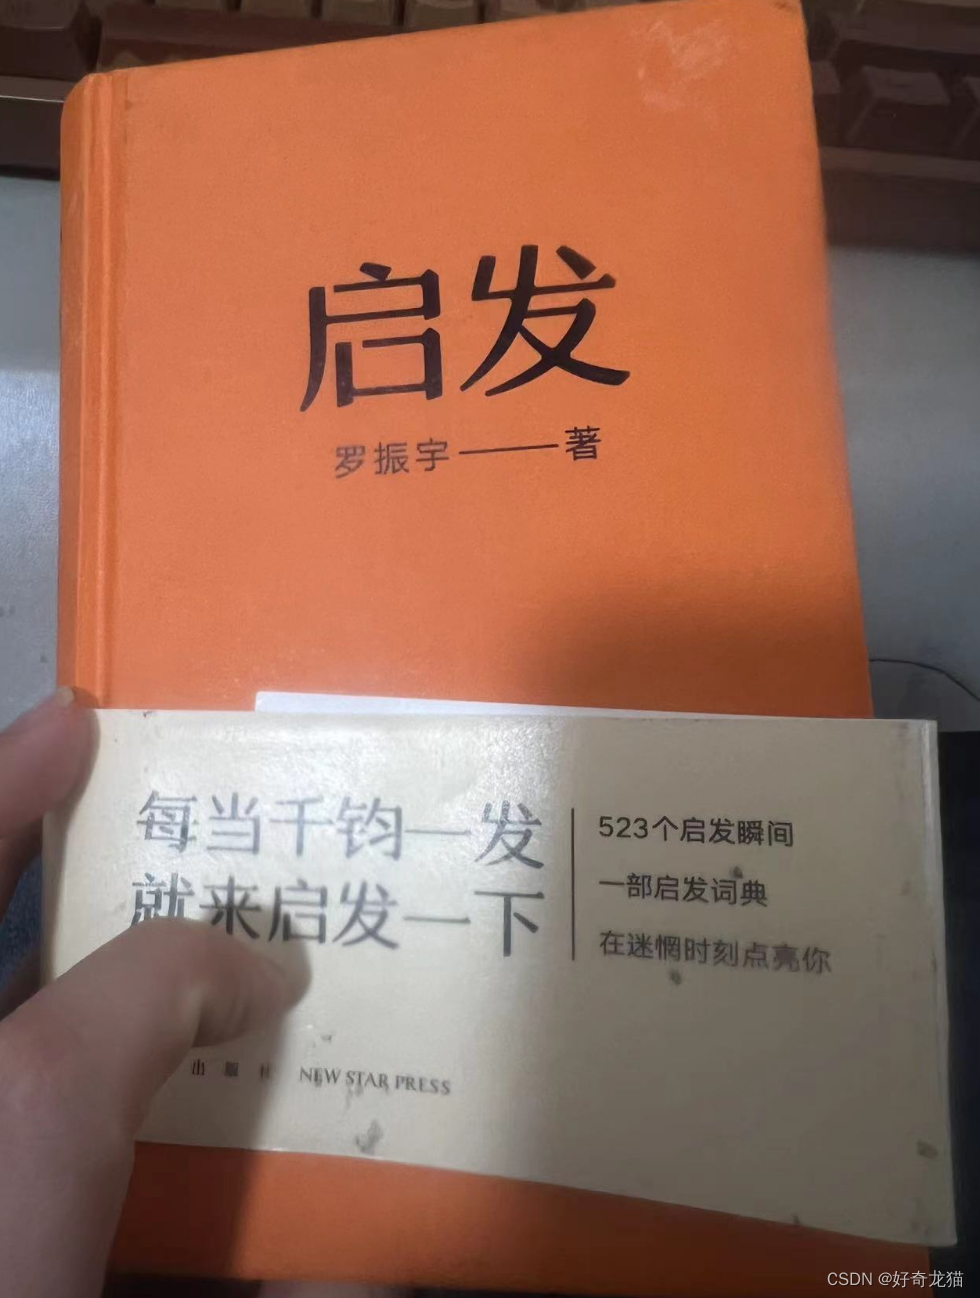 启发
罗振宇——著
每当千钧一发
就来启发一下
523个启发瞬间
一部启发词典
在迷惘时刻点亮你
出版社 NEW STAR PRESS
CSDN @好奇龙猫